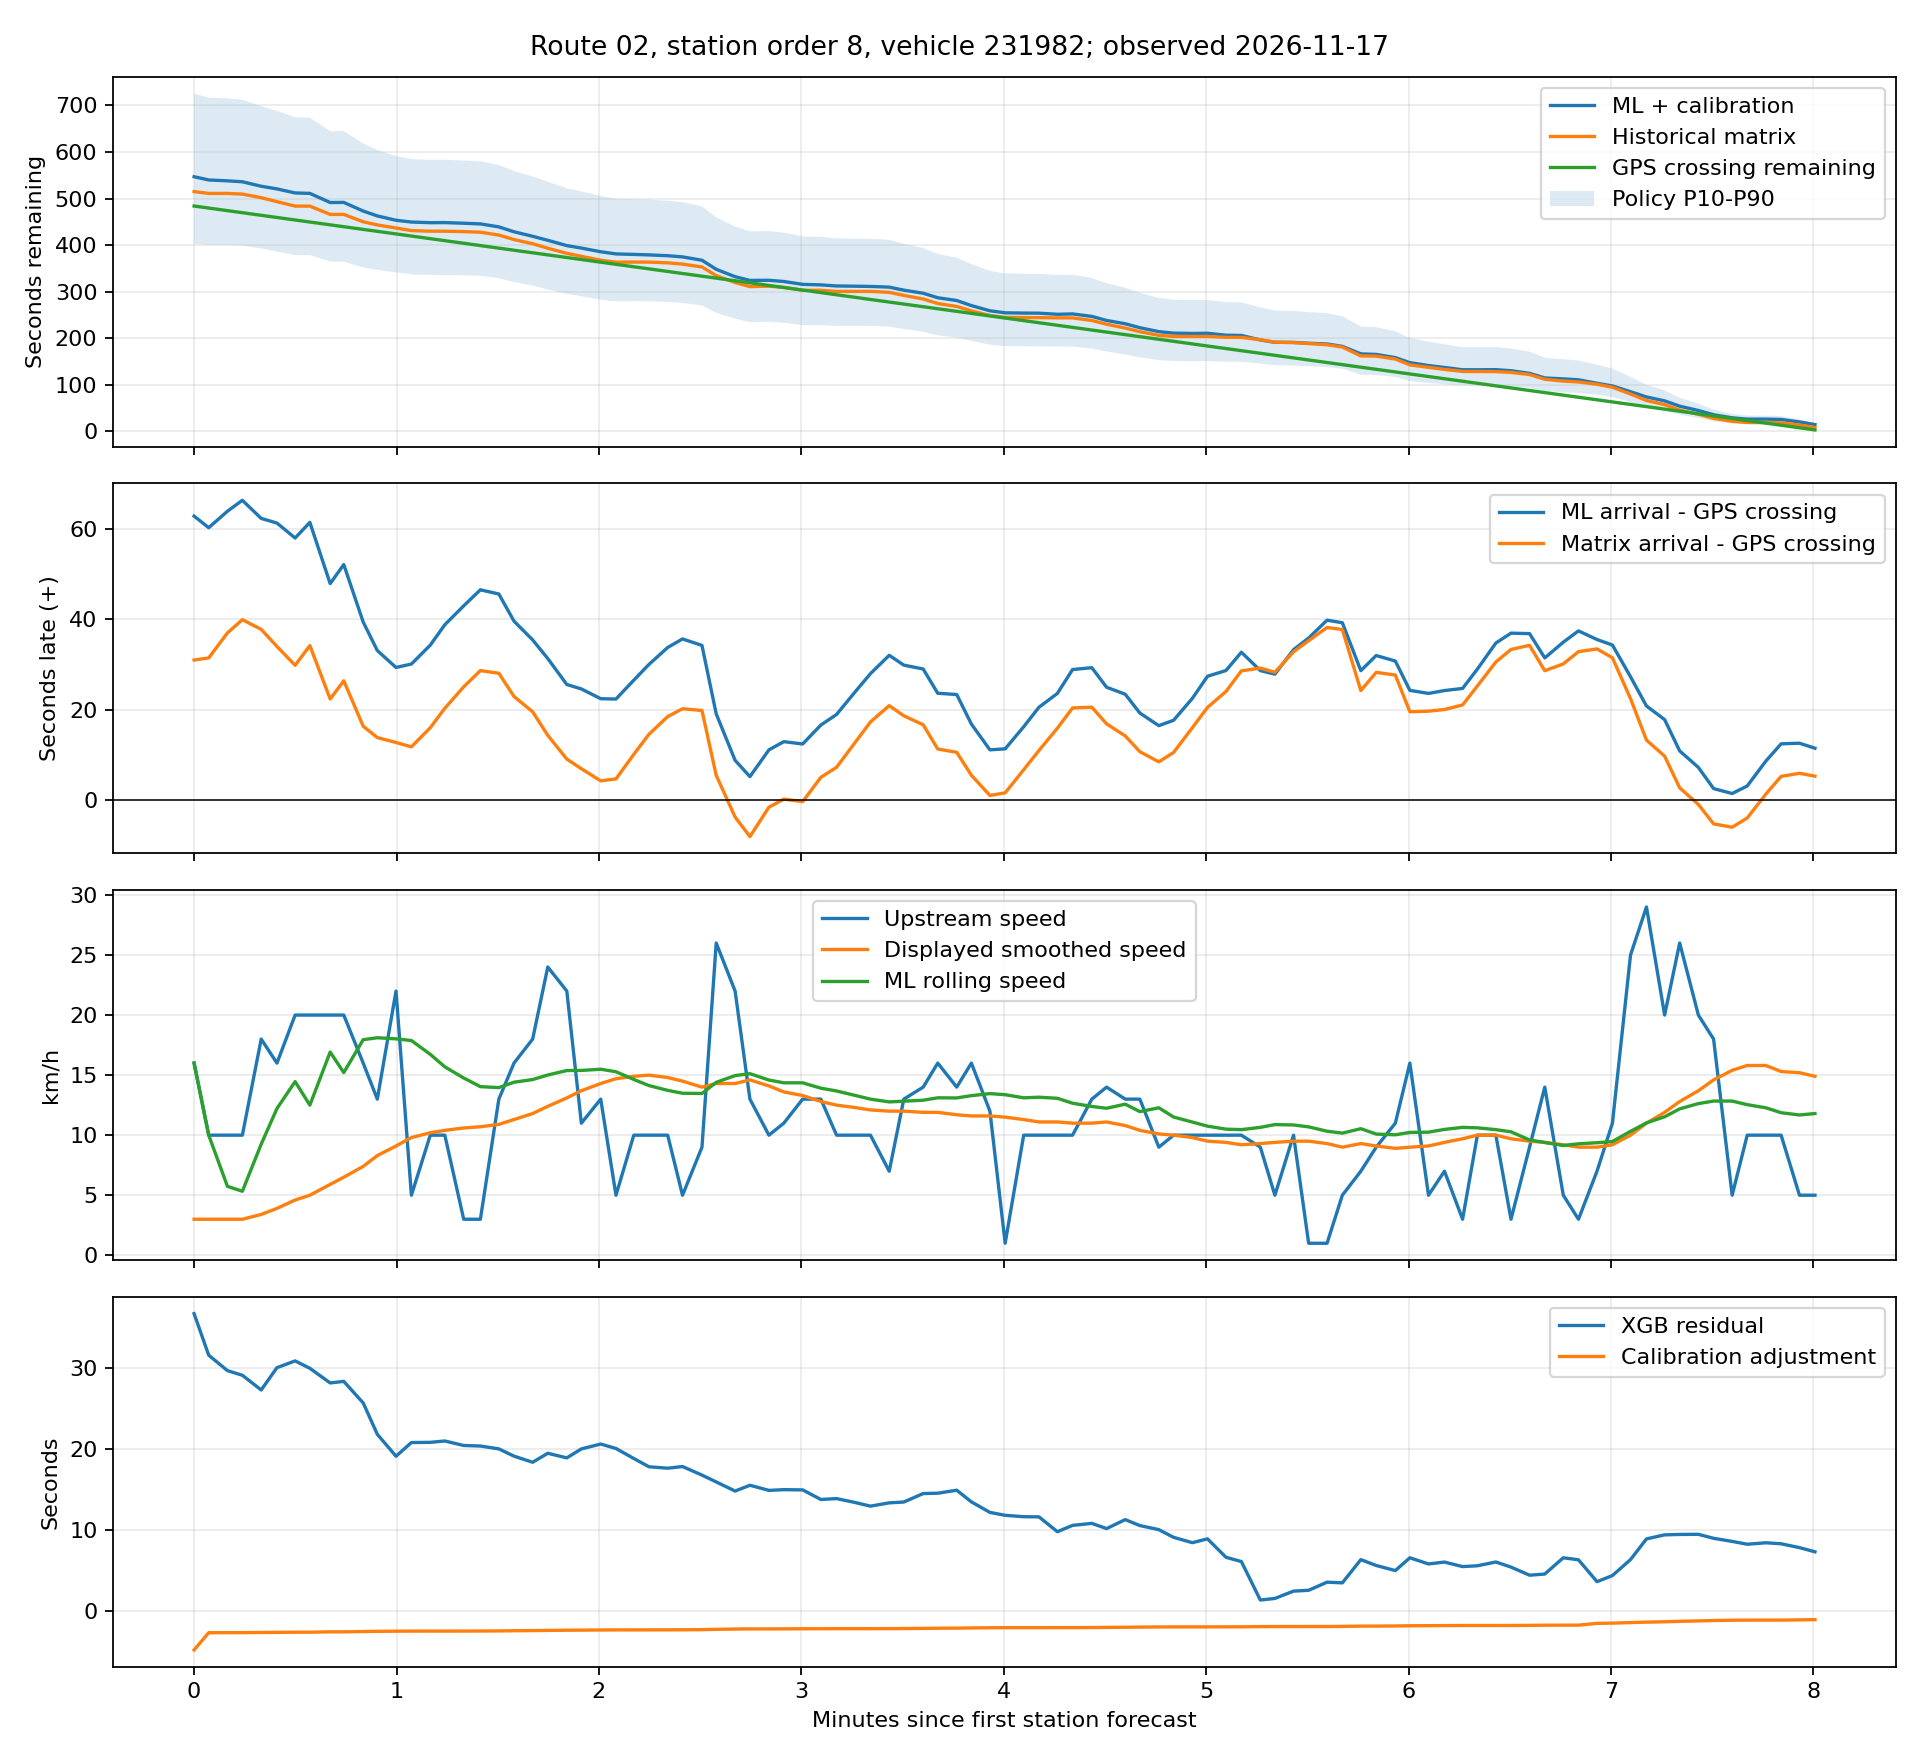 Route 02, station order 8, vehicle 231982; observed 2026-11-17
Seconds remaining
700
600
500
400
300
200
100
0
ML + calibration
Historical matrix
GPS crossing remaining
Policy P10-P90
Seconds late (+)
60
40
20
0
ML arrival - GPS crossing
Matrix arrival - GPS crossing
km/h
30
25
20
15
10
5
0
Upstream speed
Displayed smoothed speed
ML rolling speed
Seconds
30
20
10
0
XGB residual
Calibration adjustment
0 1 2 3 4 5 6 7 8
Minutes since first station forecast